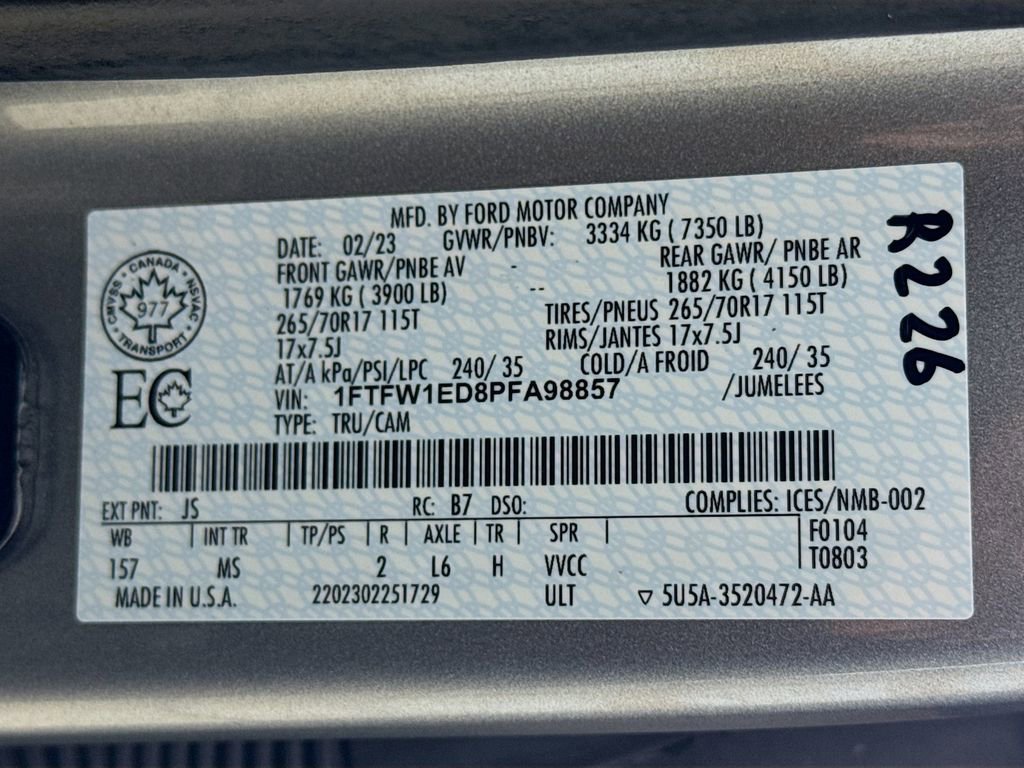 MFD. BY FORD MOTOR COMPANY
DATE: 02/23 GVWR/PNBV: 3334 KG ( 7350 LB)
FRONT GAWR/PNBE AV REAR GAWR/ PNBE AR
1769 KG ( 3900 LB) -- 1882 KG ( 4150 LB)
265/70R17 115T TIRES/PNEUS 265/70R17 115T
17x7.5J RIMS/JANTES 17x7.5J
AT/A kPa/PSI/LPC 240/ 35 COLD/A FROID 240/ 35
VIN: 1FTFW1ED8PFA98857 /JUMELEES
TYPE: TRU/CAM
CANADA
CMVSS NSVAC
977
TRANSPORT
EC
R226
EXT PNT: JS RC: B7 DSO: COMPLIES: ICES/NMB-002
WB INT TR TP/PS R AXLE TR SPR F0104
157 MS 2 L6 H VVCC T0803
MADE IN U.S.A. 2202302251729 ULT ▽ 5U5A-3520472-AA